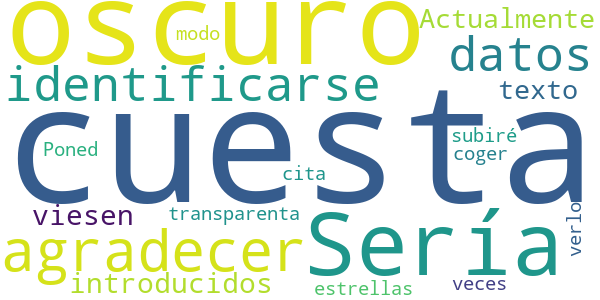 oscuro
modo
Actualmente
datos
identificarse
texto
cuesta
Poned
subiré
coger
cita
viesen
transparenta
verlo
agradecer
Sería
introducidos
estrellas
veces